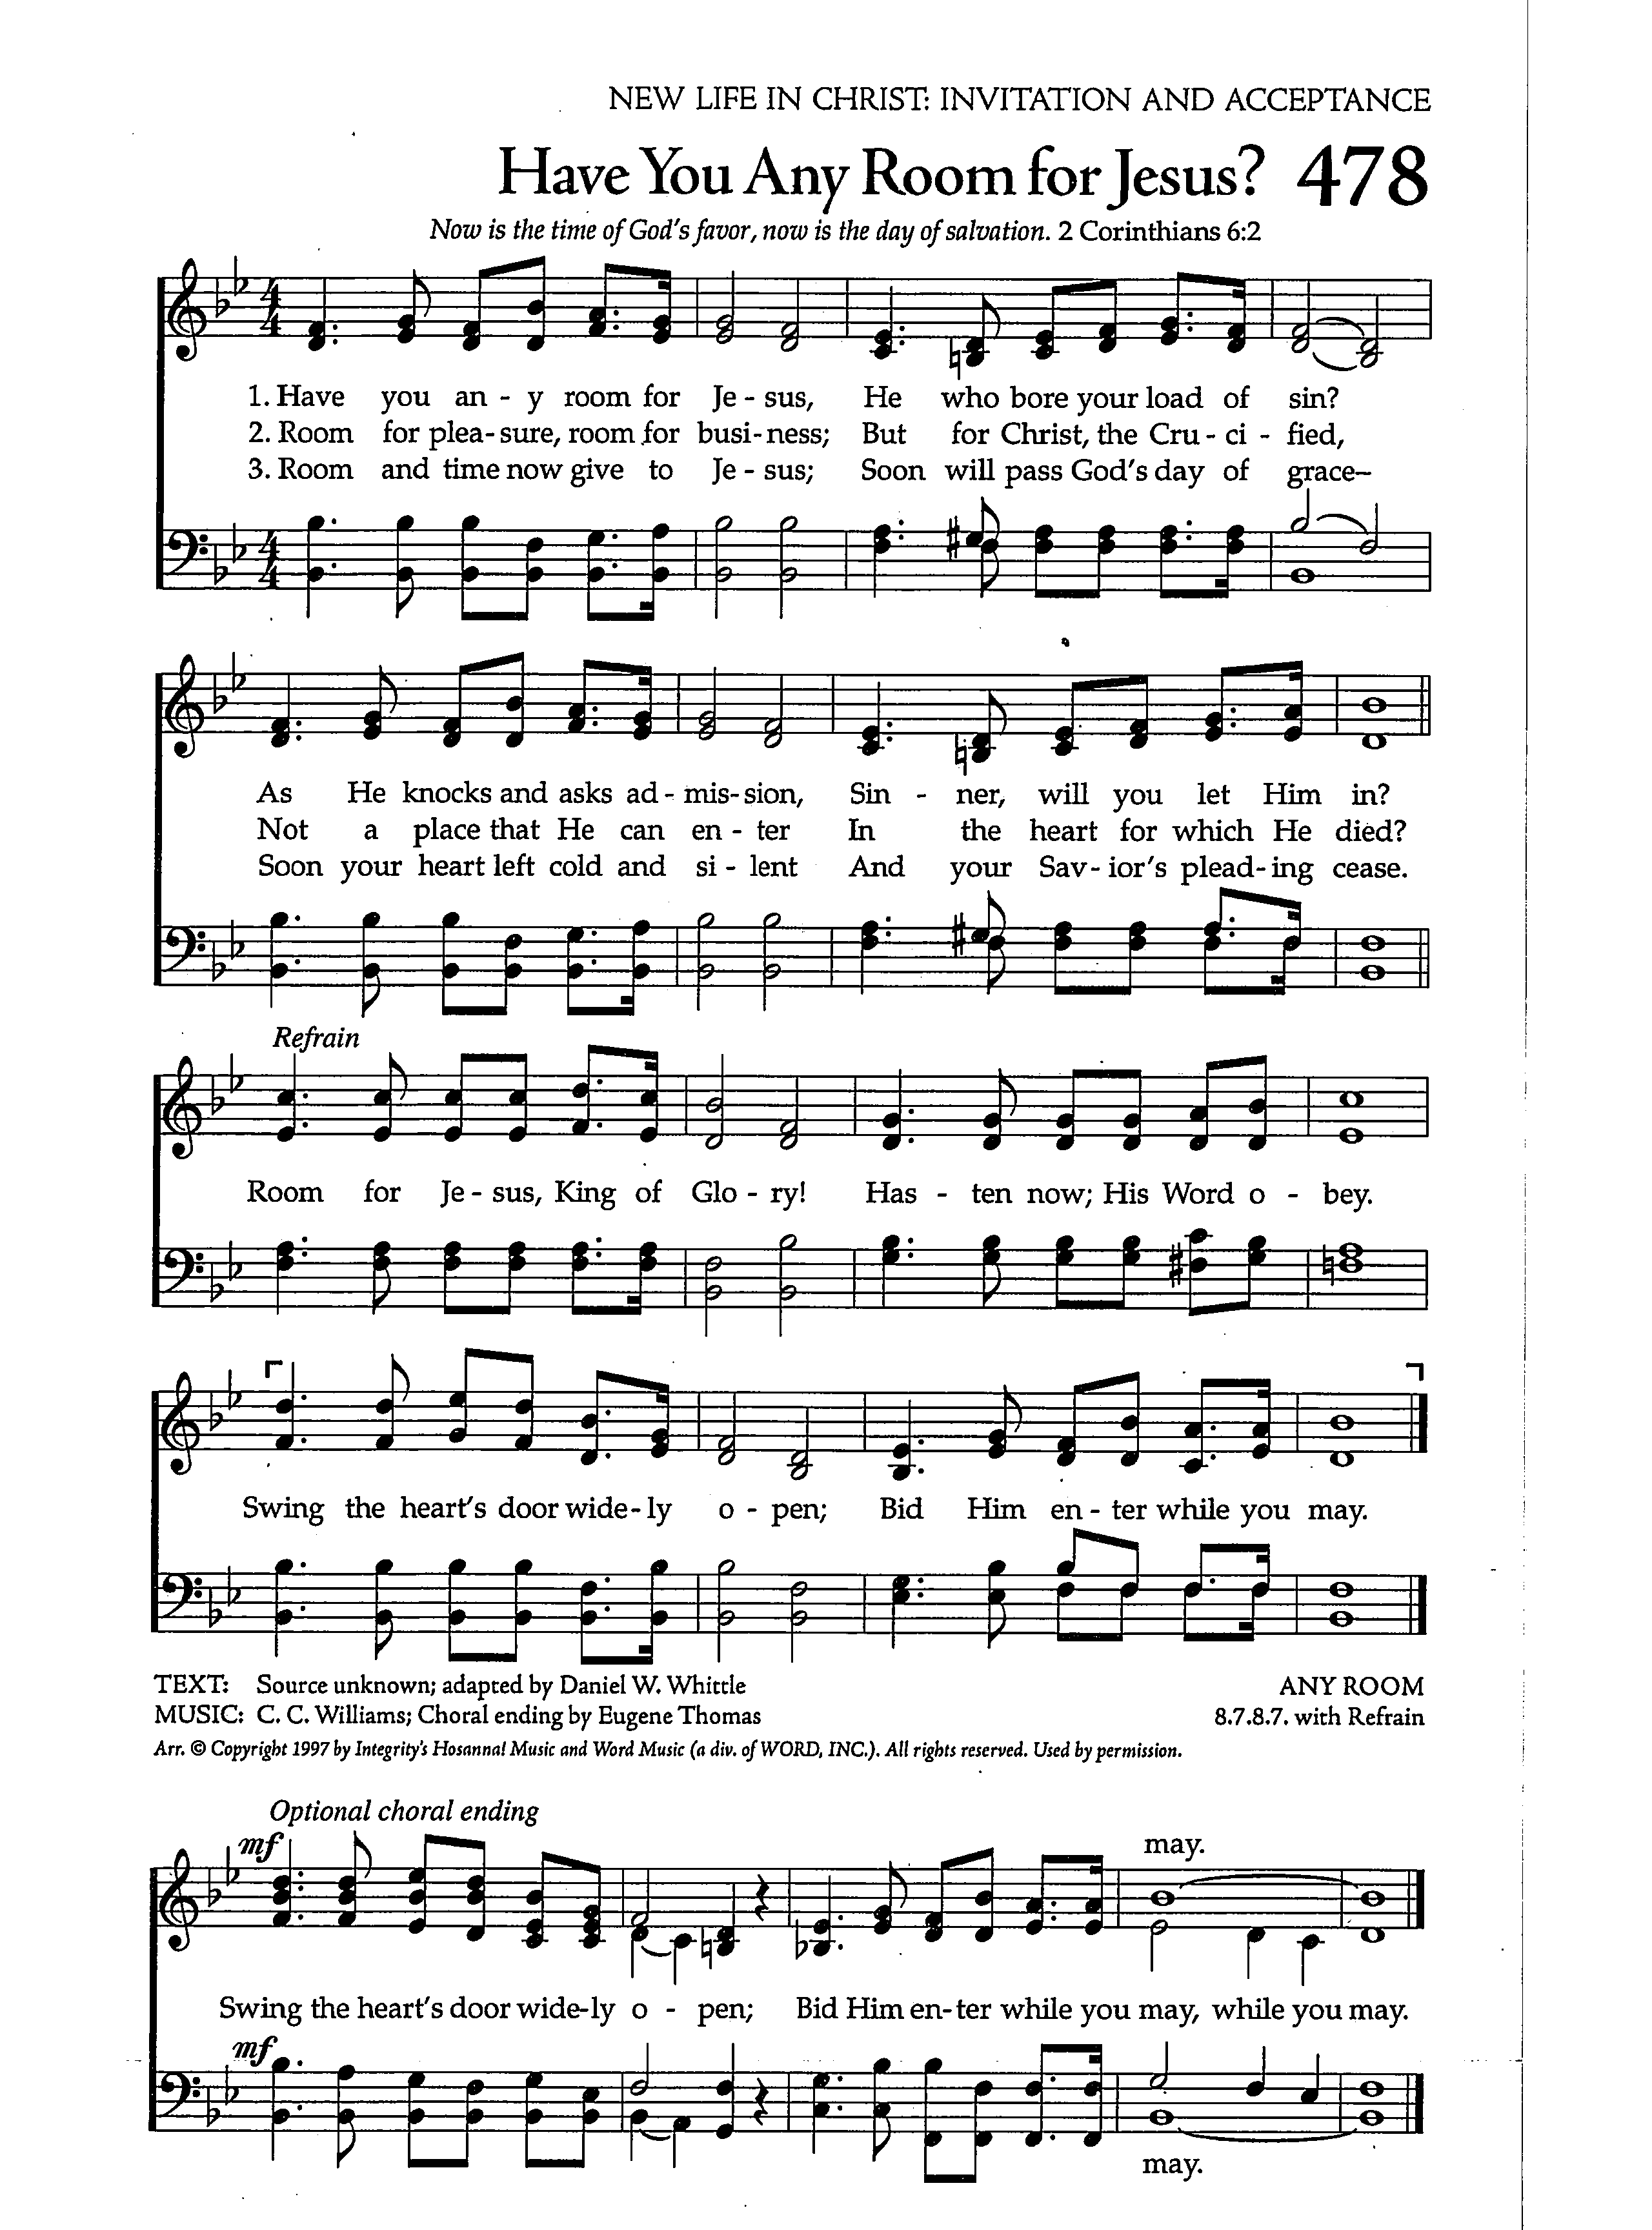 NEW LIFE IN CHRIST: INVITATION AND ACCEPTANCE
Have You Any Room for Jesus? 478
Now is the time of God's favor, now is the day of salvation. 2 Corinthians 6:2
1. Have you an - y room for Je - sus, He who bore your load of sin?
2. Room for plea - sure, room for busi - ness; But for Christ, the Cru - ci - fied,
3. Room and time now give to Je - sus; Soon will pass God's day of grace–
As He knocks and asks ad - mis - sion, Sin - ner, will you let Him in?
Not a place that He can en - ter In the heart for which He died?
Soon your heart left cold and si - lent And your Sav - ior's plead - ing cease.
Refrain
Room for Je - sus, King of Glo - ry! Has - ten now; His Word o - bey.
Swing the heart's door wide - ly o - pen; Bid Him en - ter while you may.
TEXT: Source unknown; adapted by Daniel W. Whittle
ANY ROOM
MUSIC: C. C. Williams; Choral ending by Eugene Thomas
8.7.8.7. with Refrain
Arr. © Copyright 1997 by Integrity's Hosanna! Music and Word Music (a div. of WORD, INC.). All rights reserved. Used by permission.
Optional choral ending
mf
may.
Swing the heart's door wide-ly o - pen; Bid Him en-ter while you may, while you may.
mf
may.